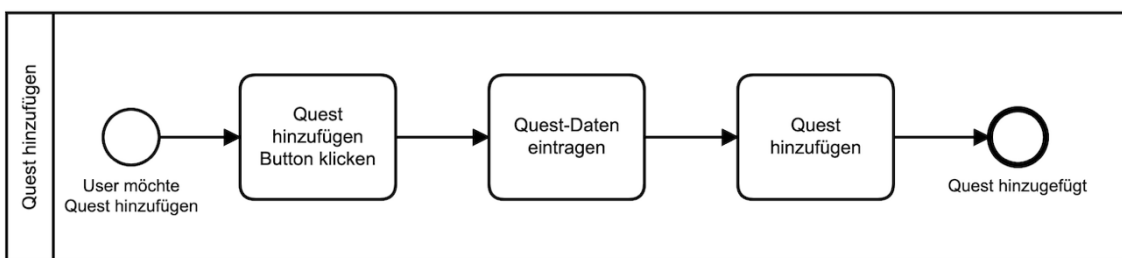 Quest hinzufügen
User möchte
Quest hinzufügen
Quest
hinzufügen
Button klicken
Quest-Daten
eintragen
Quest
hinzufügen
Quest hinzugefügt